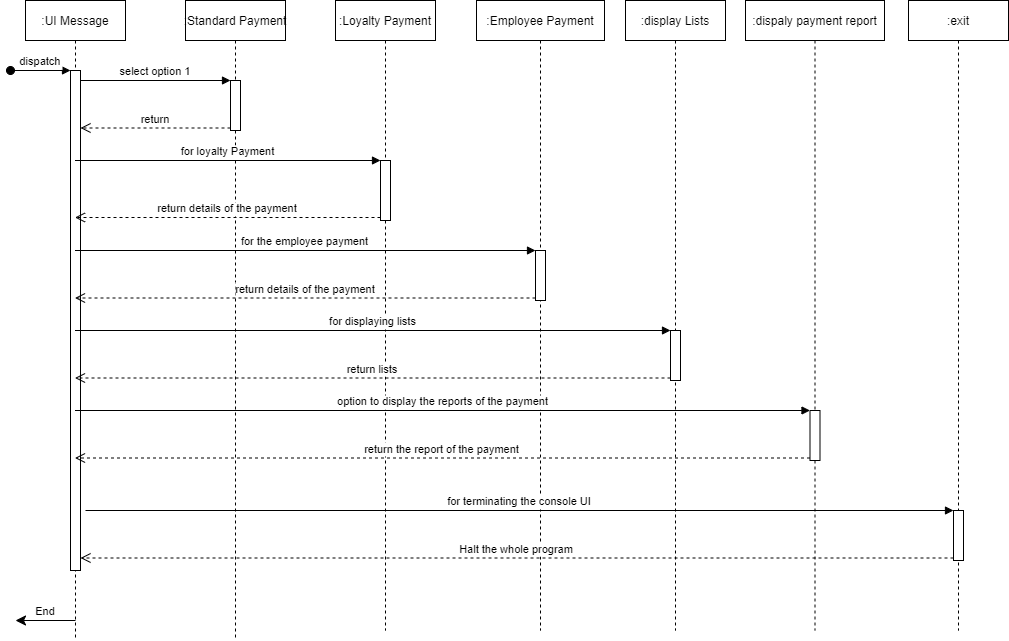 :UI Message
Standard Payment
:Loyalty Payment
:Employee Payment
:display Lists
:dispaly payment report
:exit
dispatch
select option 1
return
for loyalty Payment
return details of the payment
for the employee payment
return details of the payment
for displaying lists
return lists
option to display the reports of the payment
return the report of the payment
for terminating the console UI
Halt the whole program
End